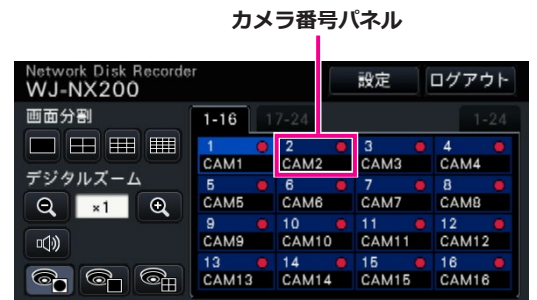 カメラ番号パネル
Network Disk Recorder
WJ-NX200
設定
ログアウト
画面分割
1-16
17-24
1-24
1
2
3
4
CAM1
CAM2
CAM3
CAM4
デジタルズーム
5
6
7
8
CAM5
CAM6
CAM7
CAM8
×1
9
10
11
12
CAM9
CAM10
CAM11
CAM12
13
14
15
16
CAM13
CAM14
CAM15
CAM16